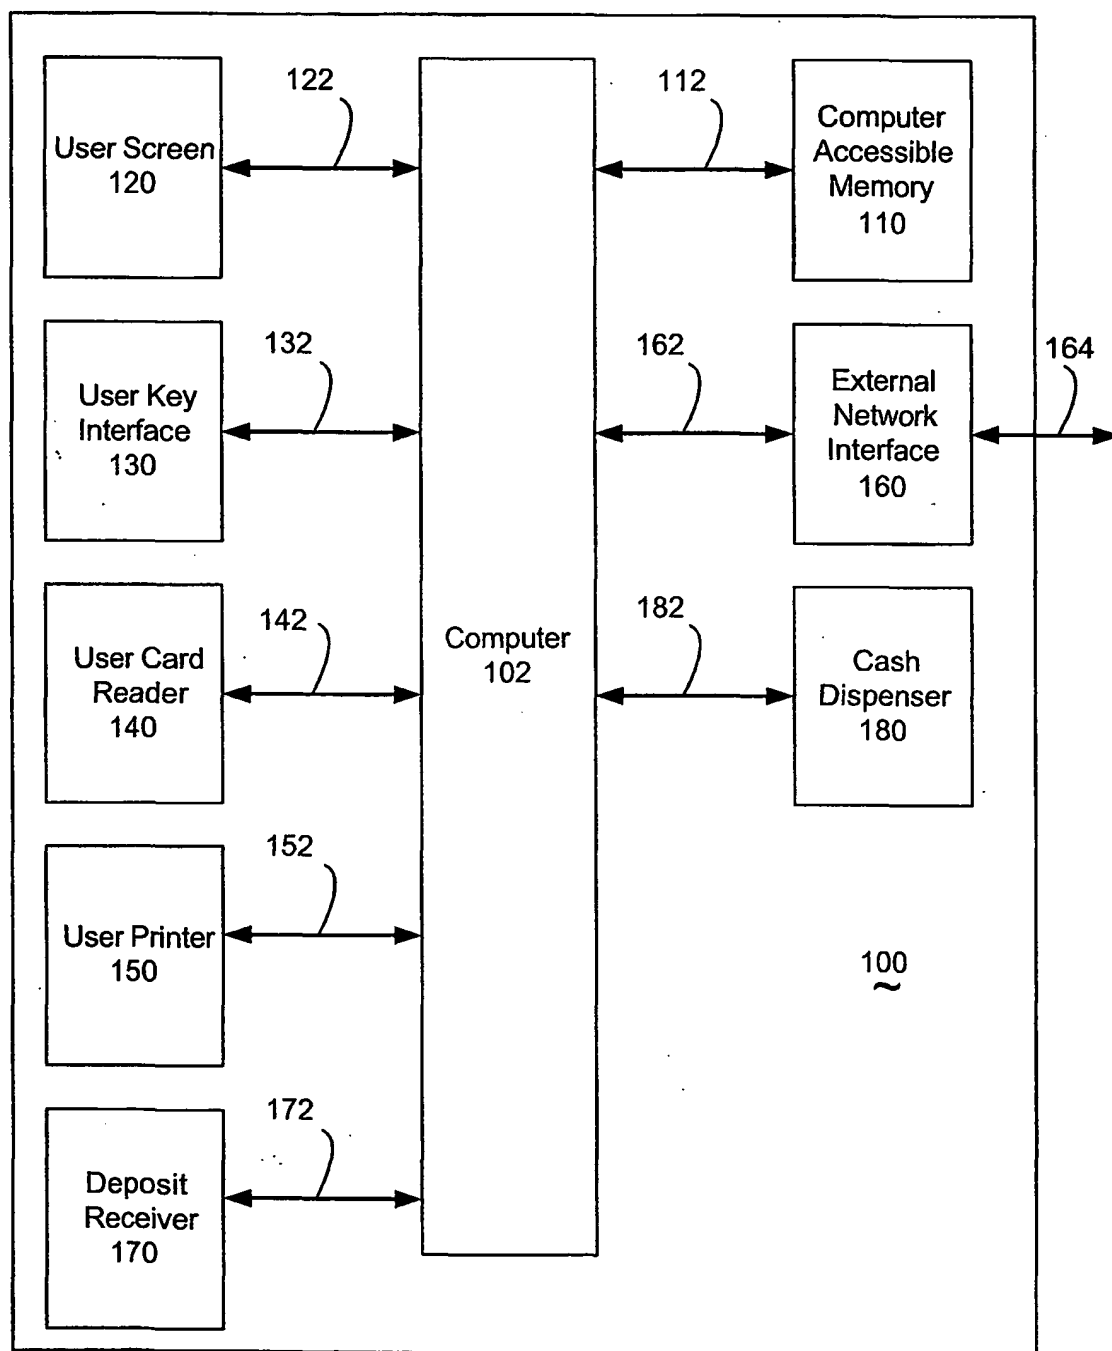 122
112
User Screen
120
Computer
Accessible
Memory
110
132
162
164
User Key
Interface
130
External
Network
Interface
160
142
182
User Card
Reader
140
Computer
102
Cash
Dispenser
180
152
User Printer
150
100
172
Deposit
Receiver
170